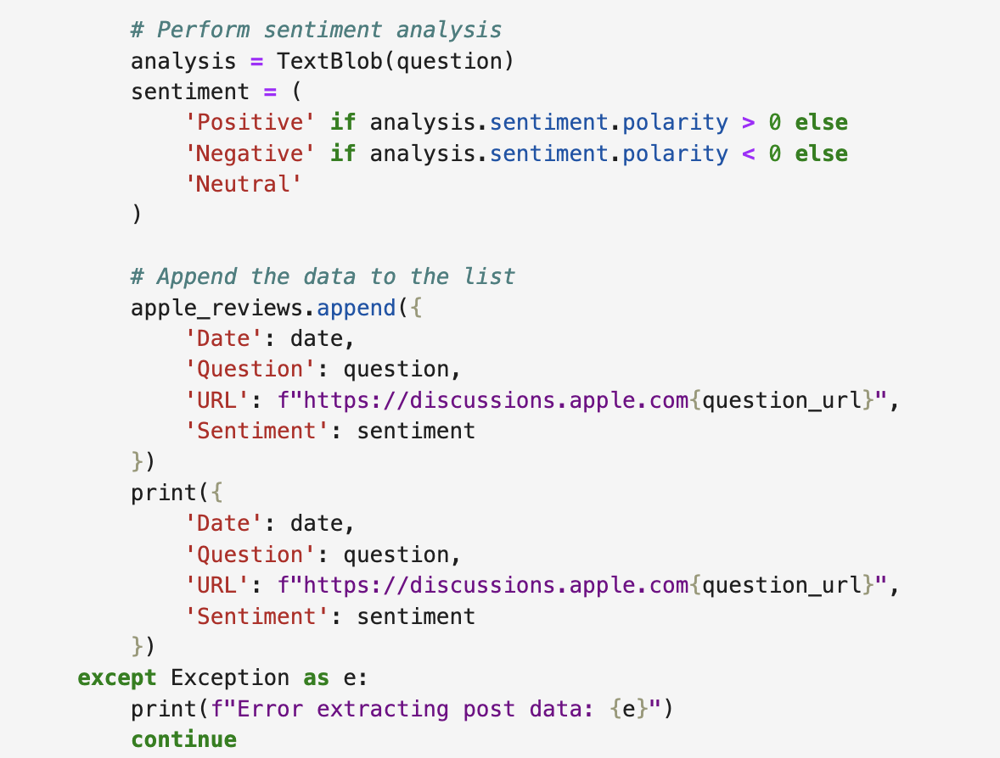 # Perform sentiment analysis
analysis = TextBlob(question)
sentiment = (
    'Positive' if analysis.sentiment.polarity > 0 else
    'Negative' if analysis.sentiment.polarity < 0 else
    'Neutral'
)

# Append the data to the list
apple_reviews.append({
    'Date': date,
    'Question': question,
    'URL': f"https://discussions.apple.com{question_url}",
    'Sentiment': sentiment
})
print({
    'Date': date,
    'Question': question,
    'URL': f"https://discussions.apple.com{question_url}",
    'Sentiment': sentiment
})
except Exception as e:
    print(f"Error extracting post data: {e}")
    continue